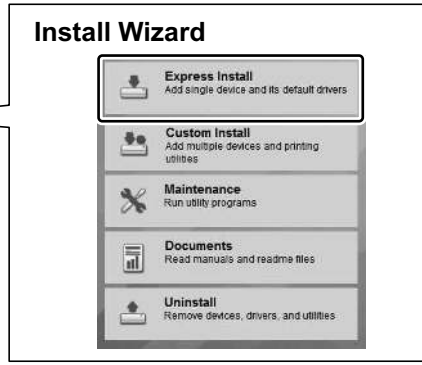 Install Wizard
Express Install
Add single device and its default drivers
Custom Install
Add multiple devices and printing
utilities
Maintenance
Run utility programs
Documents
Read manuals and readme files
Uninstall
Remove devices, drivers, and utilities